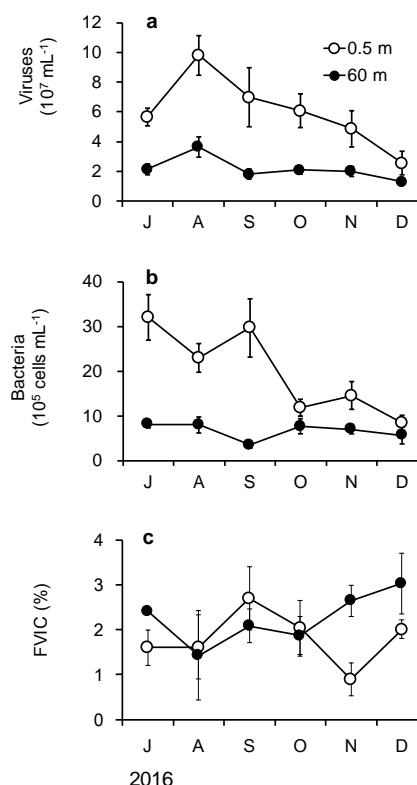 a
Viruses
(10⁷ mL⁻¹)
12
10
8
6
4
2
0
0.5 m
60 m
J A S O N D
b
Bacteria
(10⁵ cells mL⁻¹)
40
30
20
10
0
J A S O N D
c
FVIC (%)
4
3
2
1
0
J A S O N D
2016